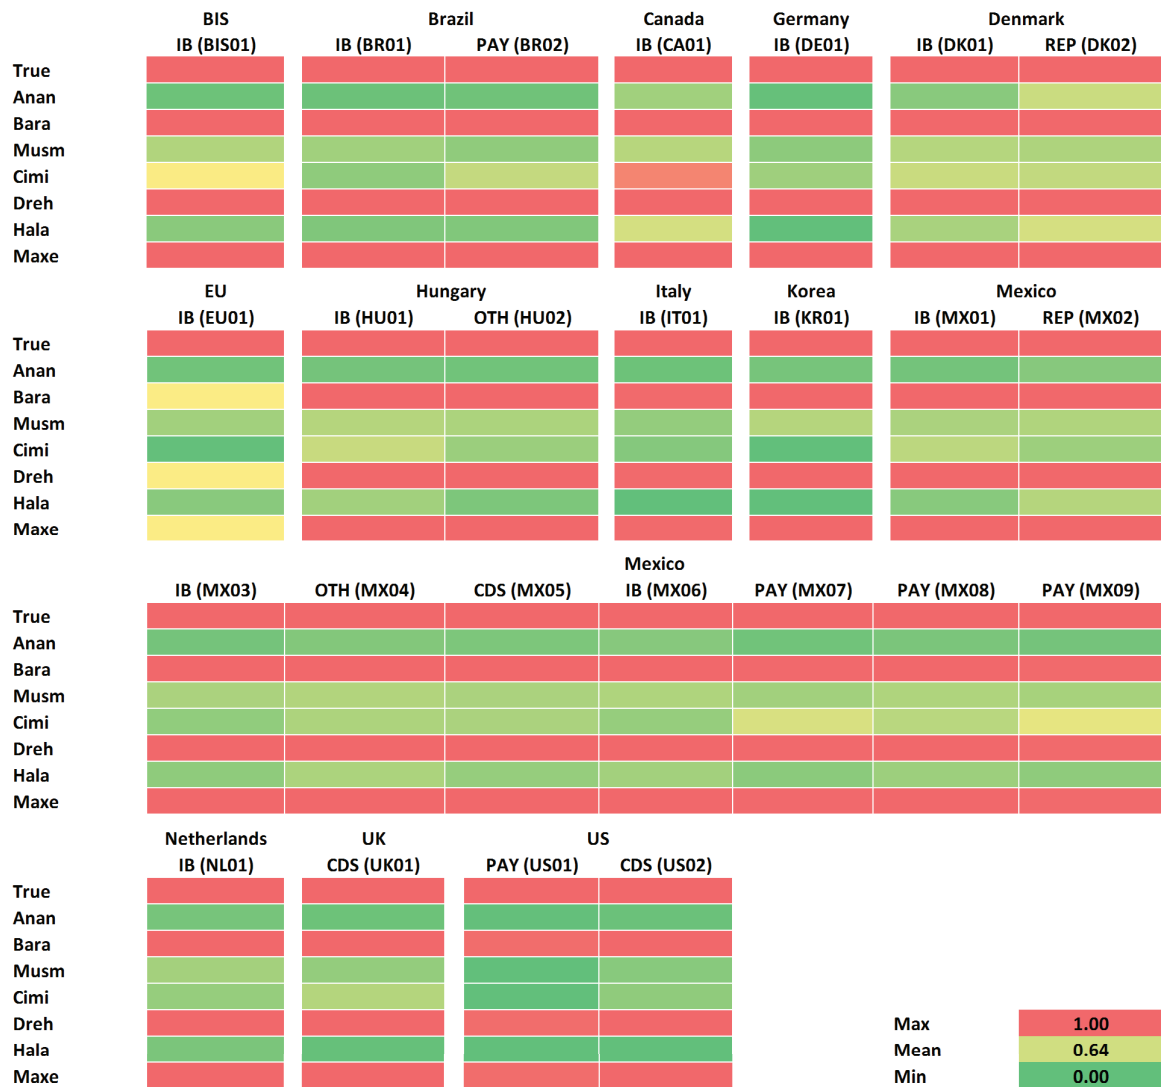 BIS Brazil Canada Germany Denmark
IB (BIS01) IB (BR01) PAY (BR02) IB (CA01) IB (DE01) IB (DK01) REP (DK02)
True
Anan
Bara
Musm
Cimi
Dreh
Hala
Maxe
EU Hungary Italy Korea Mexico
IB (EU01) IB (HU01) OTH (HU02) IB (IT01) IB (KR01) IB (MX01) REP (MX02)
True
Anan
Bara
Musm
Cimi
Dreh
Hala
Maxe
Mexico
IB (MX03) OTH (MX04) CDS (MX05) IB (MX06) PAY (MX07) PAY (MX08) PAY (MX09)
True
Anan
Bara
Musm
Cimi
Dreh
Hala
Maxe
Netherlands UK US
IB (NL01) CDS (UK01) PAY (US01) CDS (US02)
True
Anan
Bara
Musm
Cimi
Dreh Max 1.00
Hala Mean 0.64
Maxe Min 0.00